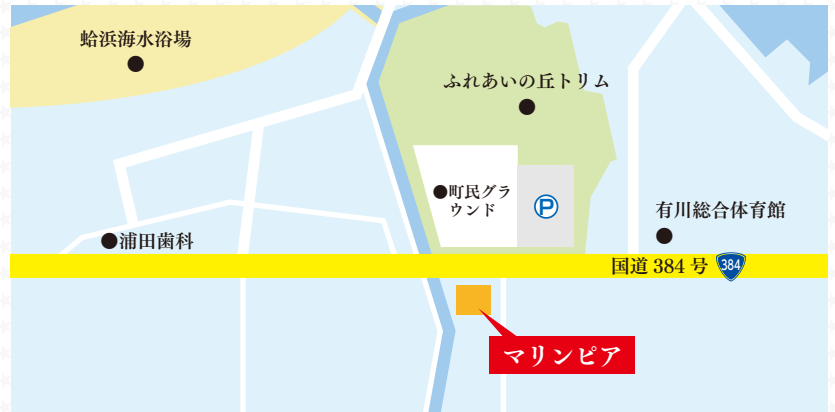 蛤浜海水浴場
ふれあいの丘トリム
●町民グラ
ウンド
P
有川総合体育館
●浦田歯科
国道 384 号
384
マリンピア